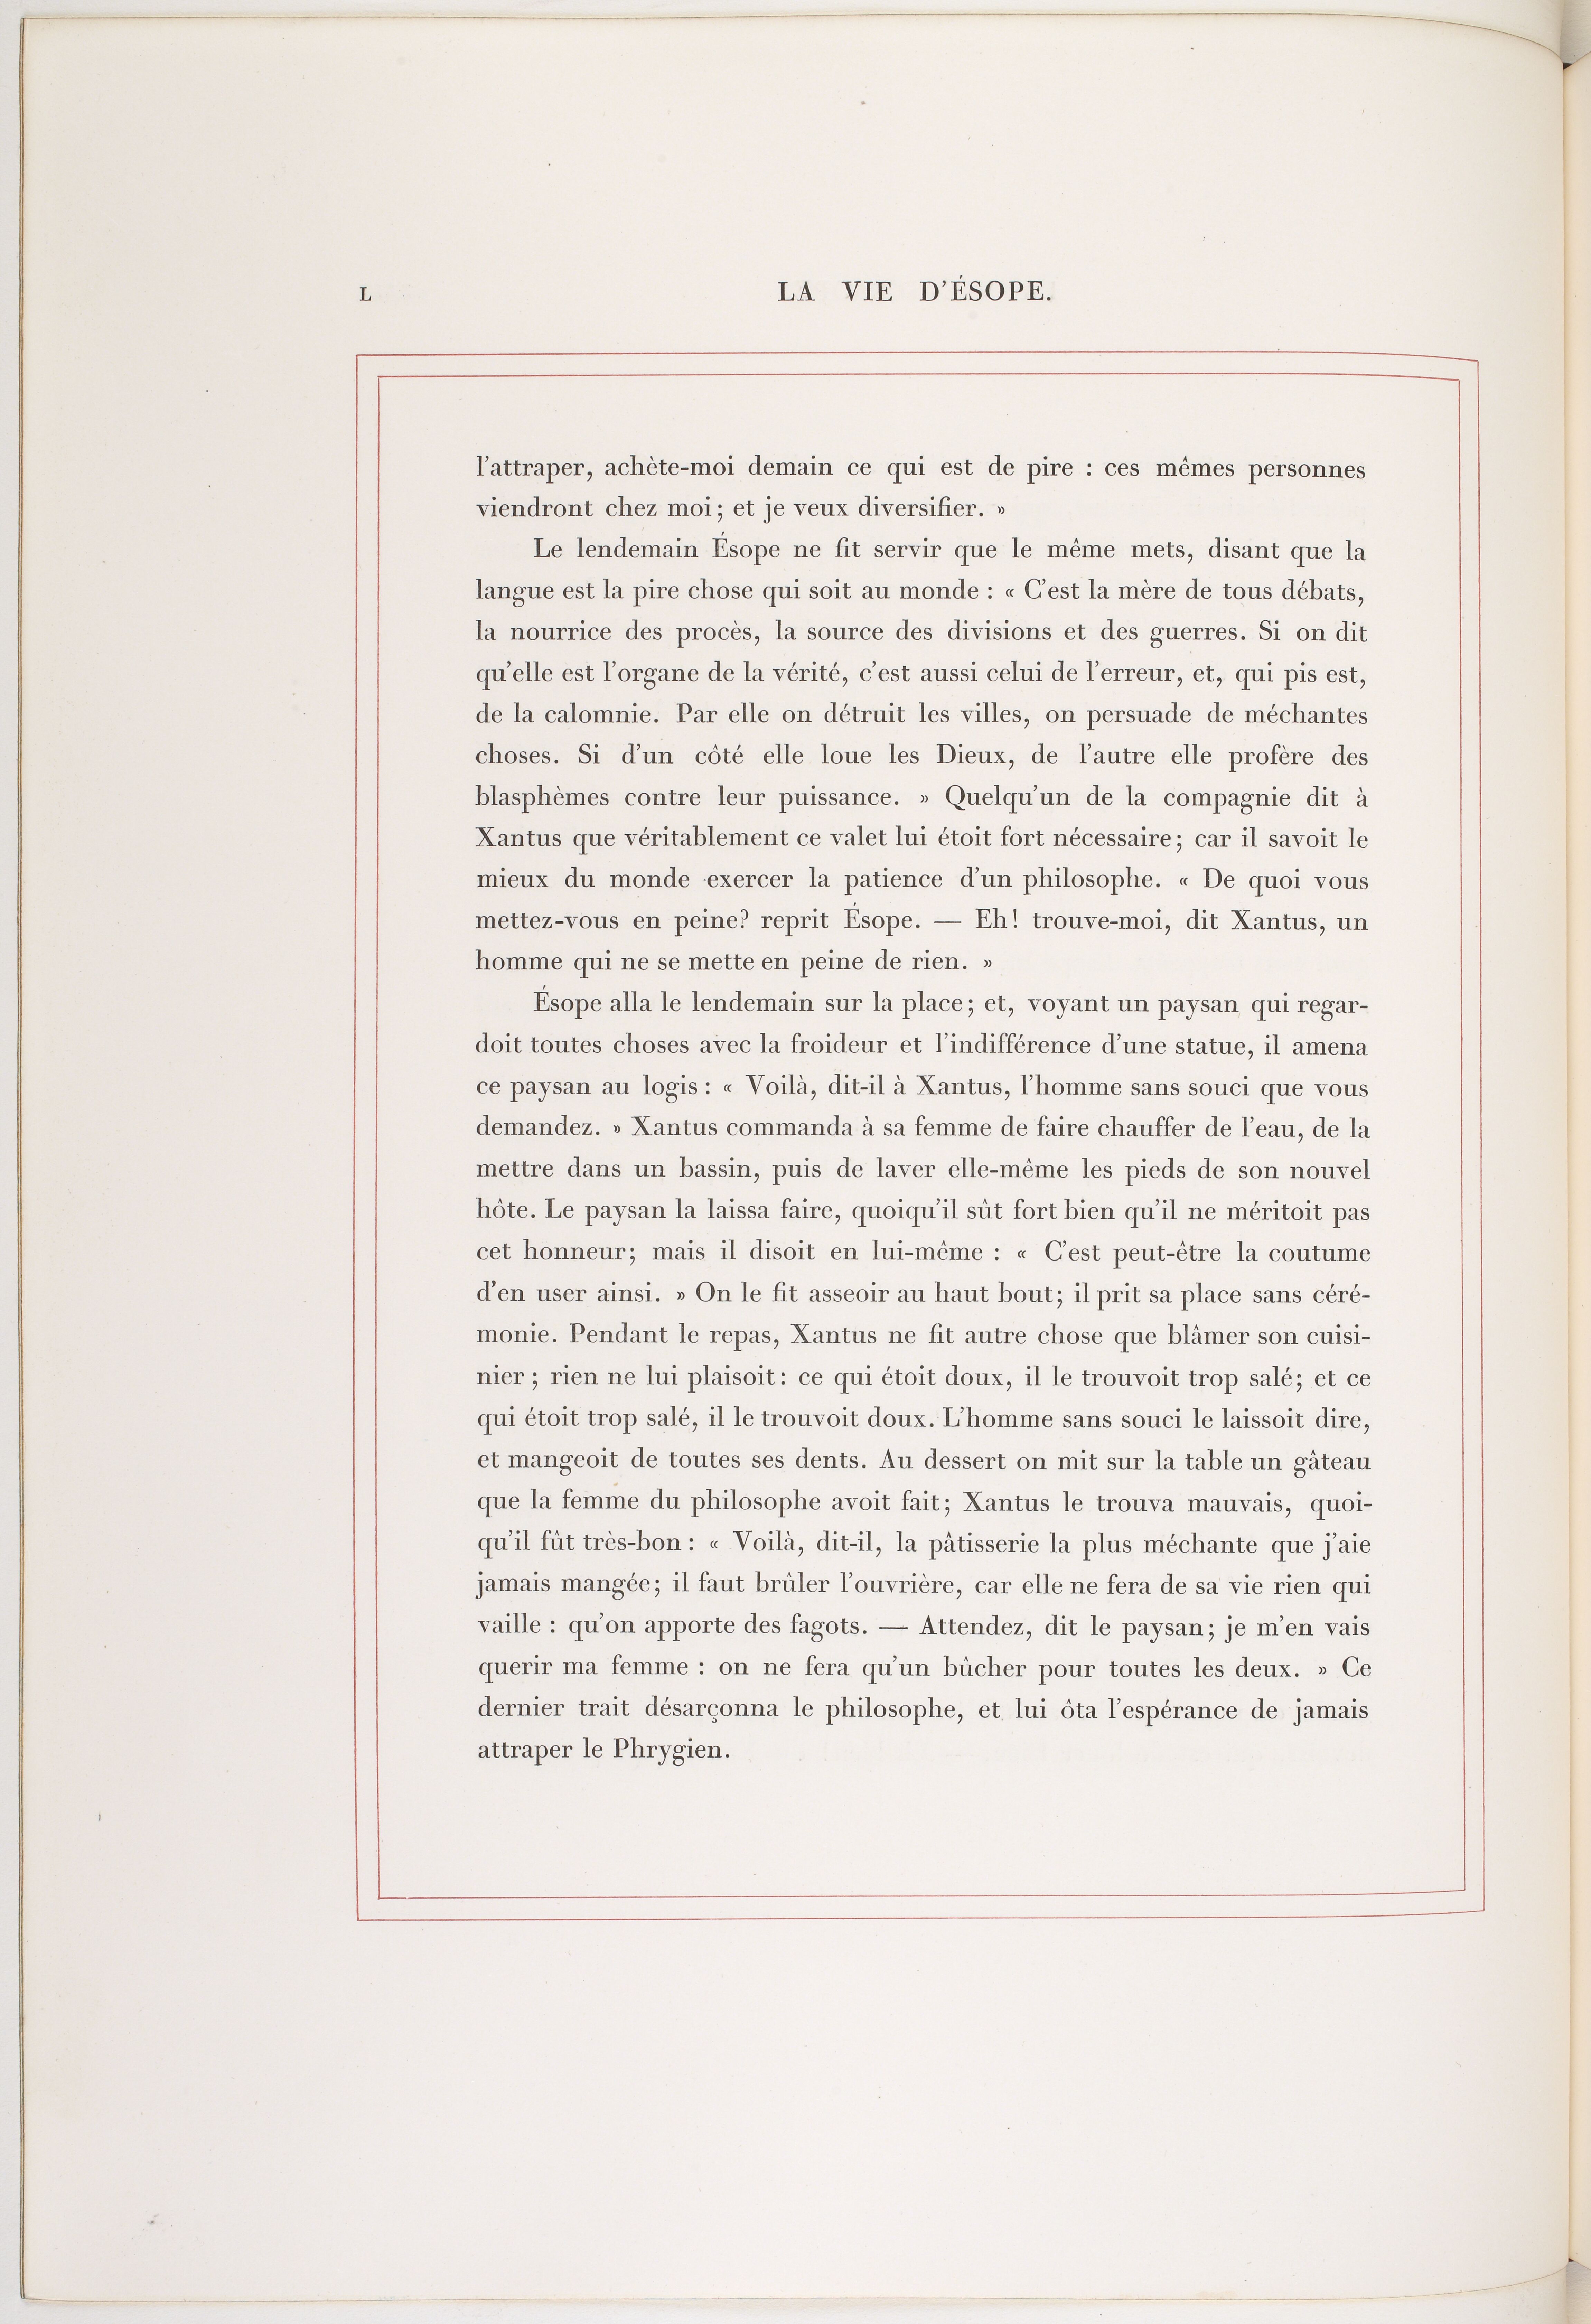 L
LA VIE D'ÉSOPE.
l'attraper, achète-moi demain ce qui est de pire : ces mêmes personnes
viendront chez moi; et je veux diversifier. »
Le lendemain Ésope ne fit servir que le même mets, disant que la
langue est la pire chose qui soit au monde : « C'est la mère de tous débats,
la nourrice des procès, la source des divisions et des guerres. Si on dit
qu'elle est l'organe de la vérité, c'est aussi celui de l'erreur, et, qui pis est,
de la calomnie. Par elle on détruit les villes, on persuade de méchantes
choses. Si d'un côté elle loue les Dieux, de l'autre elle profère des
blasphèmes contre leur puissance. » Quelqu'un de la compagnie dit à
Xantus que véritablement ce valet lui étoit fort nécessaire; car il savoit le
mieux du monde exercer la patience d'un philosophe. « De quoi vous
mettez-vous en peine? reprit Ésope. — Eh! trouve-moi, dit Xantus, un
homme qui ne se mette en peine de rien. »
Ésope alla le lendemain sur la place; et, voyant un paysan qui regar-
doit toutes choses avec la froideur et l'indifférence d'une statue, il amena
ce paysan au logis : « Voilà, dit-il à Xantus, l'homme sans souci que vous
demandez. » Xantus commanda à sa femme de faire chauffer de l'eau, de la
mettre dans un bassin, puis de laver elle-même les pieds de son nouvel
hôte. Le paysan la laissa faire, quoiqu'il sût fort bien qu'il ne méritoit pas
cet honneur; mais il disoit en lui-même : « C'est peut-être la coutume
d'en user ainsi. » On le fit asseoir au haut bout; il prit sa place sans céré-
monie. Pendant le repas, Xantus ne fit autre chose que blâmer son cuisi-
nier ; rien ne lui plaisoit : ce qui étoit doux, il le trouvoit trop salé; et ce
qui étoit trop salé, il le trouvoit doux. L'homme sans souci le laissoit dire,
et mangeoit de toutes ses dents. Au dessert on mit sur la table un gâteau
que la femme du philosophe avoit fait; Xantus le trouva mauvais, quoi-
qu'il fût très-bon : « Voilà, dit-il, la pâtisserie la plus méchante que j'aie
jamais mangée; il faut brûler l'ouvrière, car elle ne fera de sa vie rien qui
vaille : qu'on apporte des fagots. — Attendez, dit le paysan; je m'en vais
querir ma femme : on ne fera qu'un bûcher pour toutes les deux. » Ce
dernier trait désarçonna le philosophe, et lui ôta l'espérance de jamais
attraper le Phrygien.